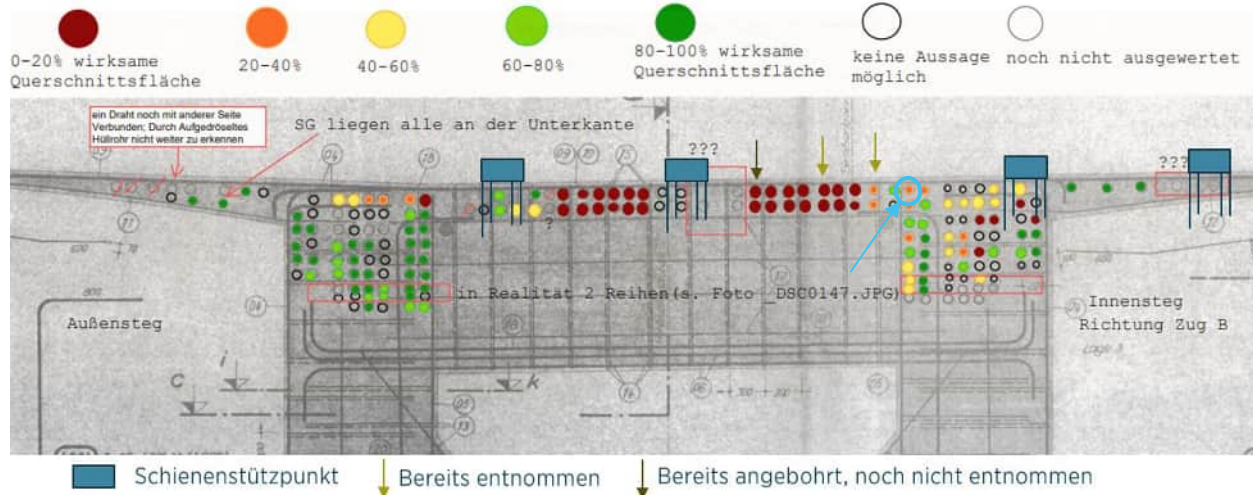 0-20% wirksame
Querschnittsfläche
20-40%
40-60%
60-80%
80-100% wirksame
Querschnittsfläche
keine Aussage
möglich
noch nicht ausgewertet
ein Draht noch mit anderer Seite
Verbunden; Durch Aufgedröseltes
Hüllrohr nicht weiter zu erkennen
SG liegen alle an der Unterkante
???
???
?
in Realität 2 Reihen(s. Foto _DSC0147.JPG)
Außensteg
Innensteg
Richtung Zug B
i
k
C
Schienenstützpunkt
Bereits entnommen
Bereits angebohrt, noch nicht entnommen